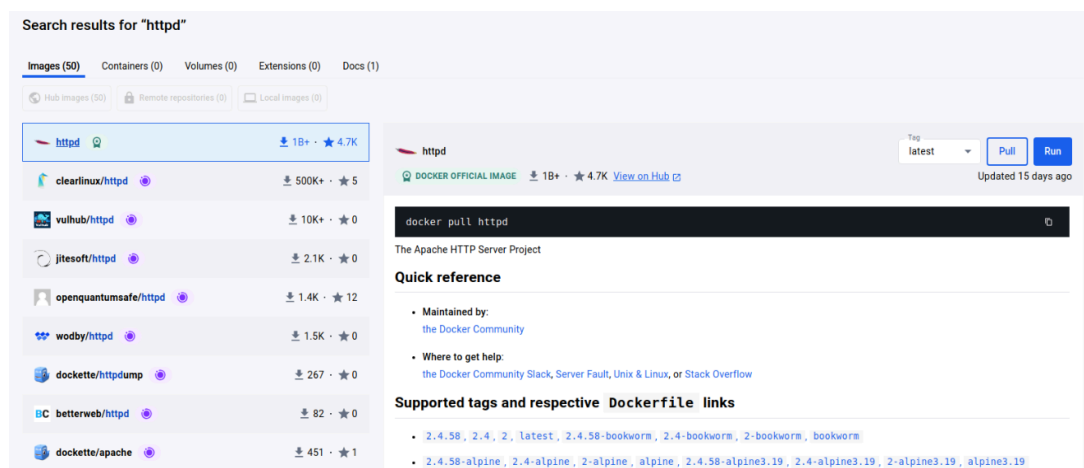 Search results for “httpd”
Images (50) Containers (0) Volumes (0) Extensions (0) Docs (1)
Hub images (50) Remote repositories (0) Local images (0)
httpd 1B+ · 4.7K
clearlinux/httpd 500K+ · 5
vulhub/httpd 10K+ · 0
jitesoft/httpd 2.1K · 0
openquantumsafe/httpd 1.4K · 12
wodby/httpd 1.5K · 0
dockette/httpdump 267 · 0
BC betterweb/httpd 82 · 0
dockette/apache 451 · 1
httpd
Tag
latest
Pull
Run
DOCKER OFFICIAL IMAGE 1B+ · 4.7K View on Hub
Updated 15 days ago
docker pull httpd
The Apache HTTP Server Project
Quick reference
• Maintained by:
the Docker Community
• Where to get help:
the Docker Community Slack, Server Fault, Unix & Linux, or Stack Overflow
Supported tags and respective Dockerfile links
• 2.4.58, 2.4, 2, latest, 2.4.58-bookworm, 2.4-bookworm, 2-bookworm, bookworm
• 2.4.58-alpine, 2.4-alpine, 2-alpine, alpine, 2.4.58-alpine3.19, 2.4-alpine3.19, 2-alpine3.19, alpine3.19